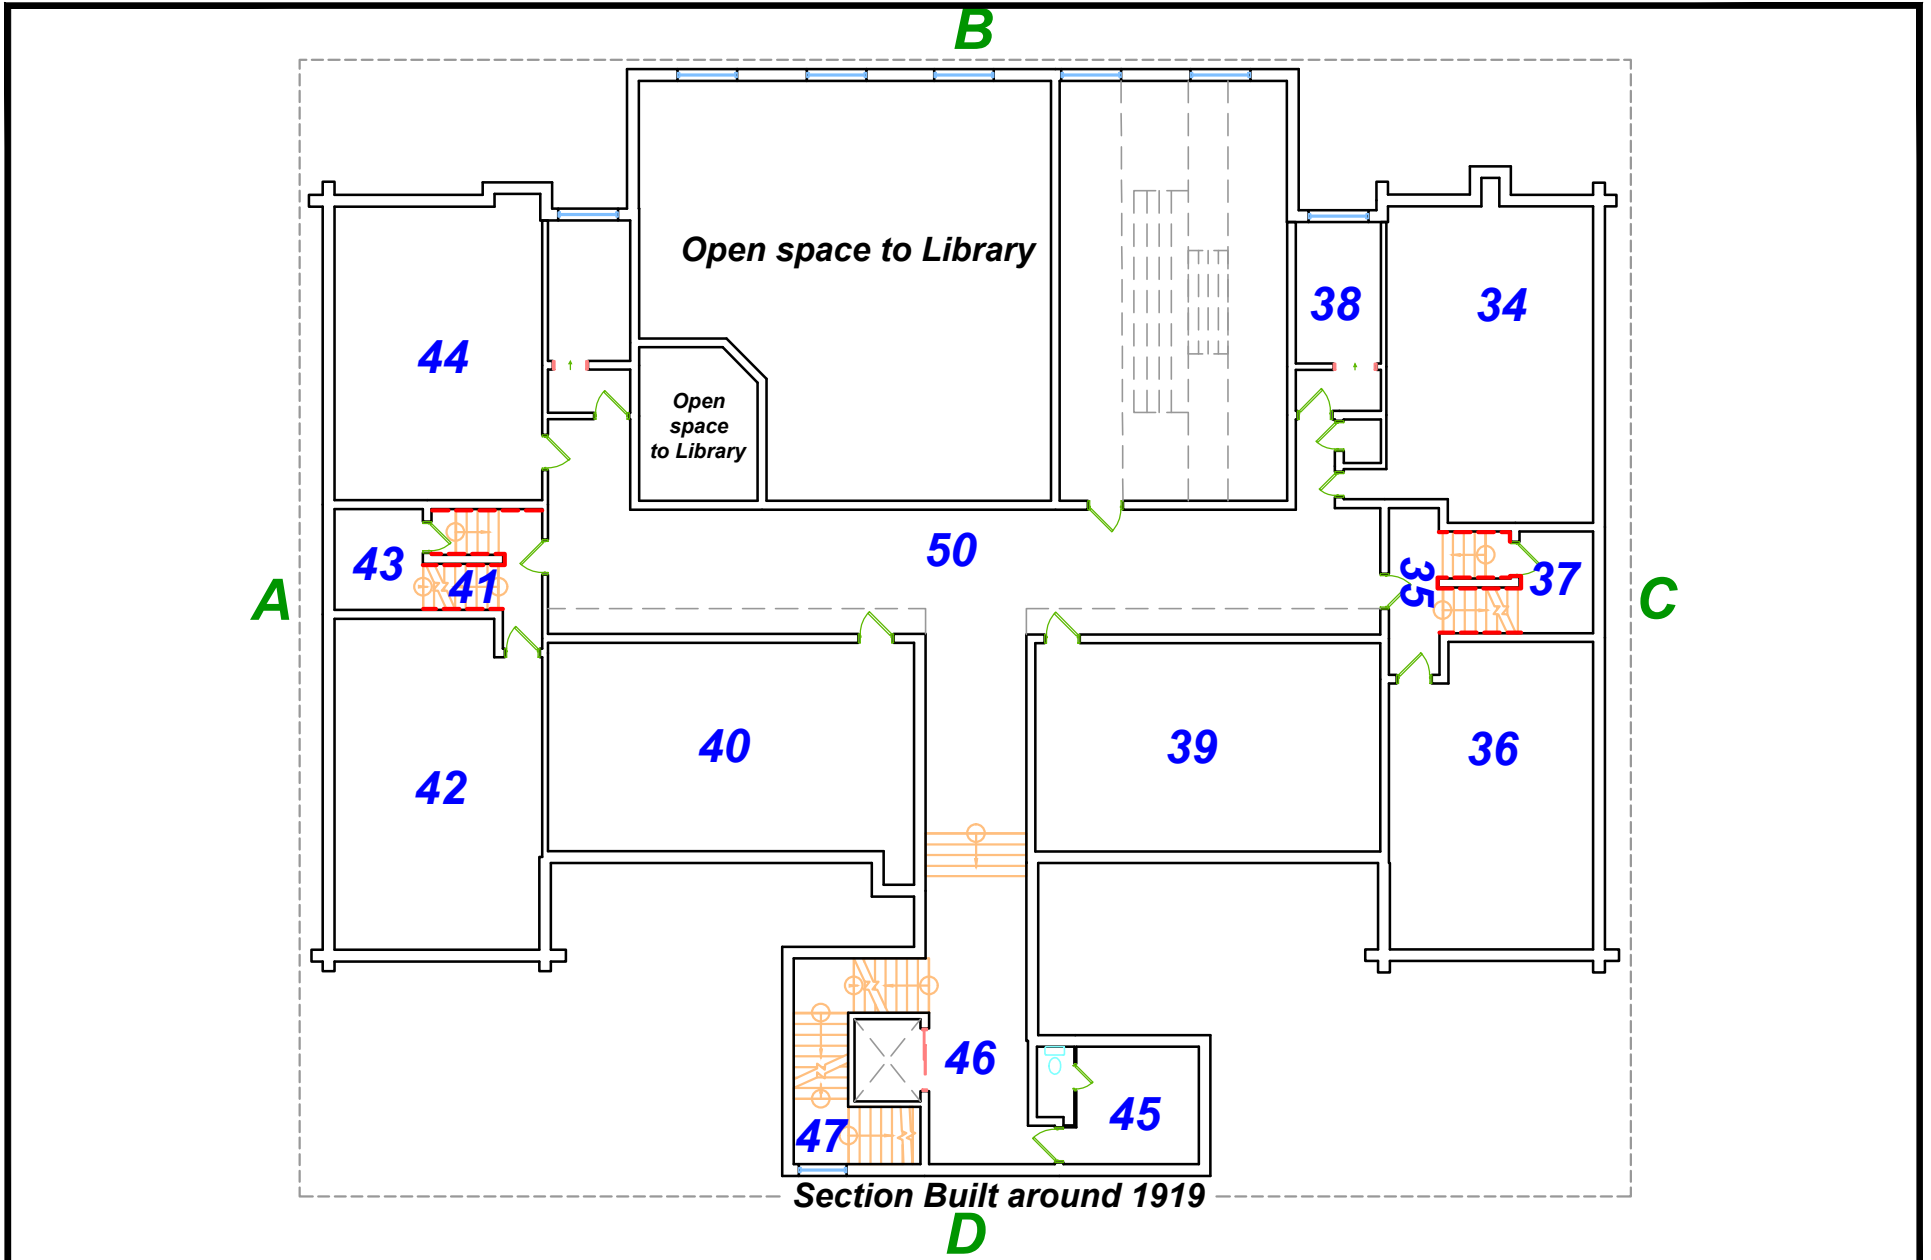 B
Open space to Library
38
34
44
Open
space
to Library
50
43
41
35
37
A
C
40
39
36
42
46
45
47
Section Built around 1919
D